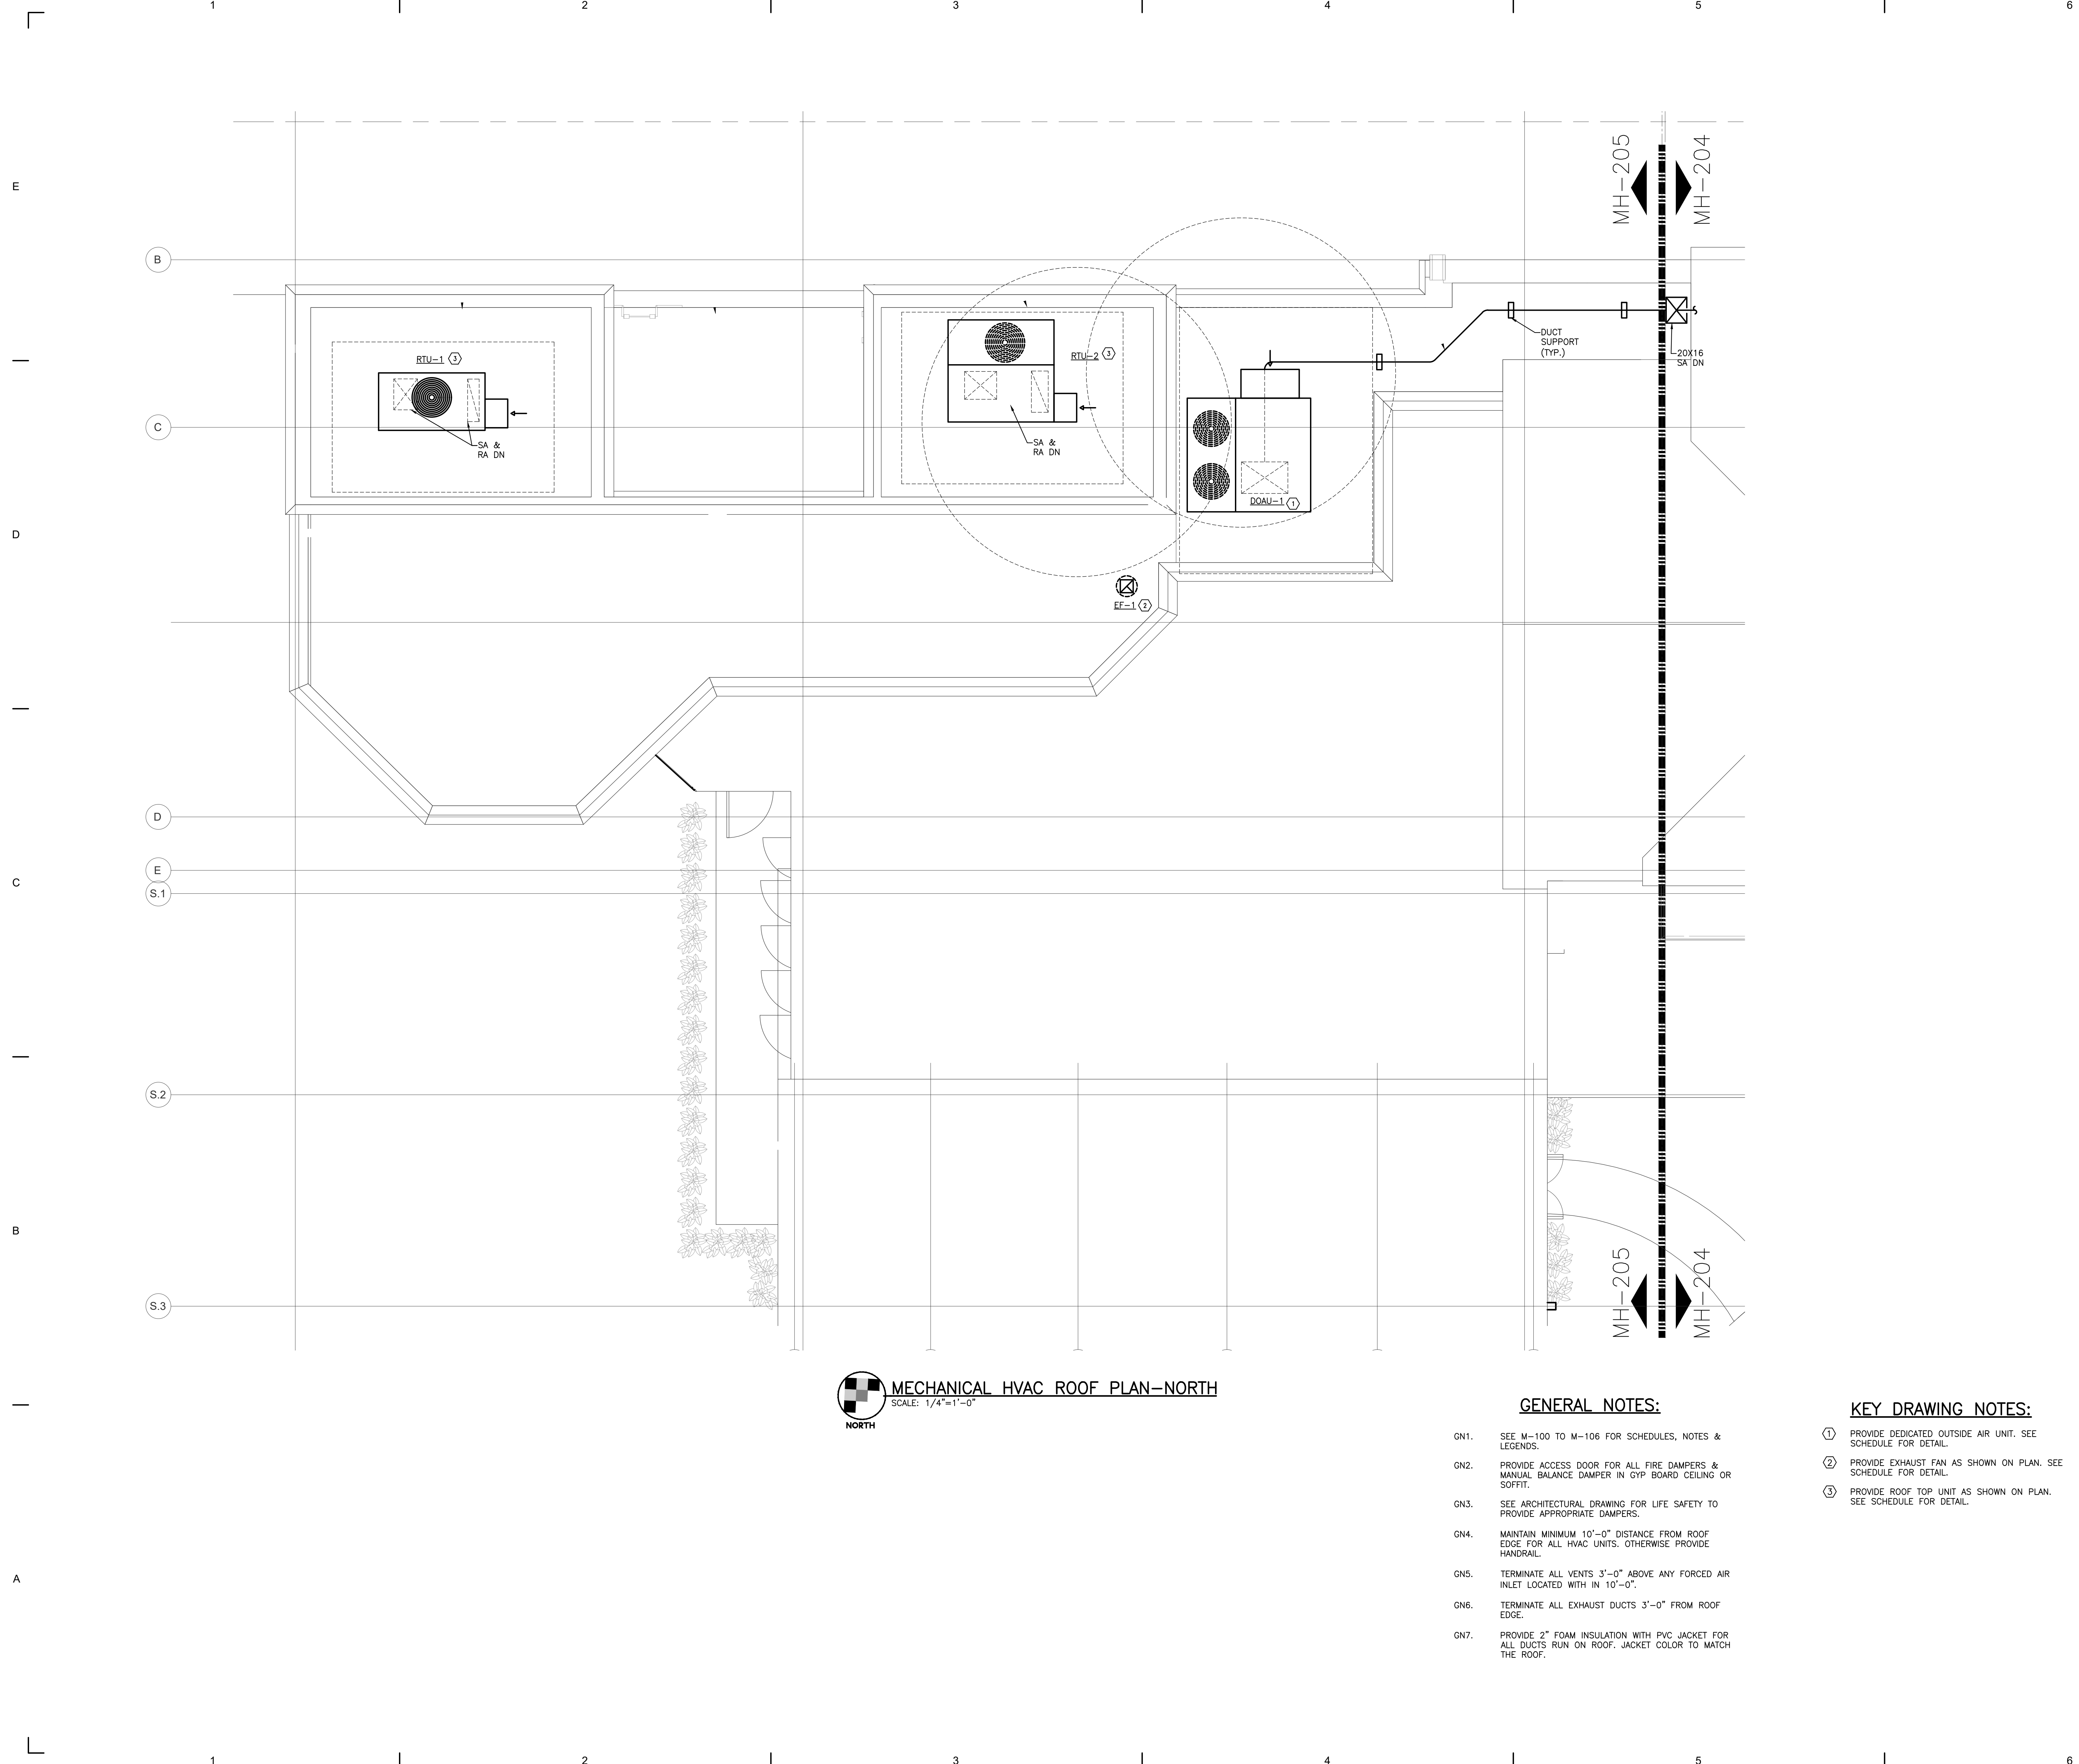 1 2 3 4 5 6
E
D
C
B
A
MH-205
MH-204
B
C
D
E
S.1
S.2
S.3
RTU-1 3
SA &
RA DN
RTU-2 3
SA &
RA DN
DOAU-1 1
EF-1 2
DUCT
SUPPORT
(TYP.)
20X16
SA DN
MH-205
MH-204
MECHANICAL HVAC ROOF PLAN-NORTH
SCALE: 1/4"=1'-0"
NORTH
GENERAL NOTES:
GN1. SEE M-100 TO M-106 FOR SCHEDULES, NOTES &
LEGENDS.
GN2. PROVIDE ACCESS DOOR FOR ALL FIRE DAMPERS &
MANUAL BALANCE DAMPER IN GYP BOARD CEILING OR
SOFFIT.
GN3. SEE ARCHITECTURAL DRAWING FOR LIFE SAFETY TO
PROVIDE APPROPRIATE DAMPERS.
GN4. MAINTAIN MINIMUM 10'-0" DISTANCE FROM ROOF
EDGE FOR ALL HVAC UNITS. OTHERWISE PROVIDE
HANDRAIL.
GN5. TERMINATE ALL VENTS 3'-0" ABOVE ANY FORCED AIR
INLET LOCATED WITH IN 10'-0".
GN6. TERMINATE ALL EXHAUST DUCTS 3'-0" FROM ROOF
EDGE.
GN7. PROVIDE 2" FOAM INSULATION WITH PVC JACKET FOR
ALL DUCTS RUN ON ROOF. JACKET COLOR TO MATCH
THE ROOF.
KEY DRAWING NOTES:
1 PROVIDE DEDICATED OUTSIDE AIR UNIT. SEE
SCHEDULE FOR DETAIL.
2 PROVIDE EXHAUST FAN AS SHOWN ON PLAN. SEE
SCHEDULE FOR DETAIL.
3 PROVIDE ROOF TOP UNIT AS SHOWN ON PLAN.
SEE SCHEDULE FOR DETAIL.
1 2 3 4 5 6